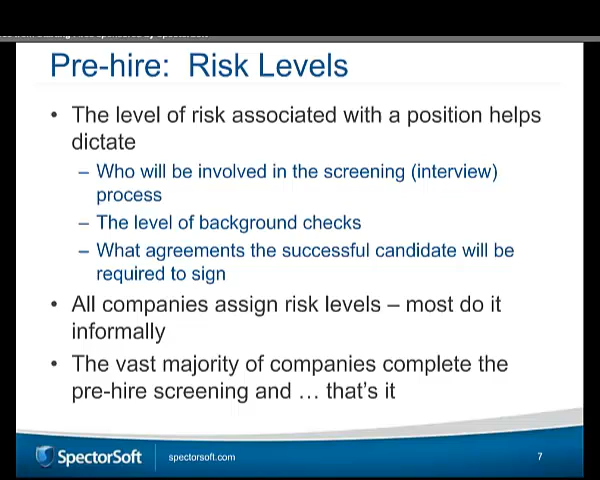 Pre-hire:  Risk Levels
• The level of risk associated with a position helps
dictate
– Who will be involved in the screening (interview)
process
– The level of background checks
– What agreements the successful candidate will be
required to sign
• All companies assign risk levels – most do it
informally
• The vast majority of companies complete the
pre-hire screening and … that's it
SpectorSoft
spectorsoft.com
7